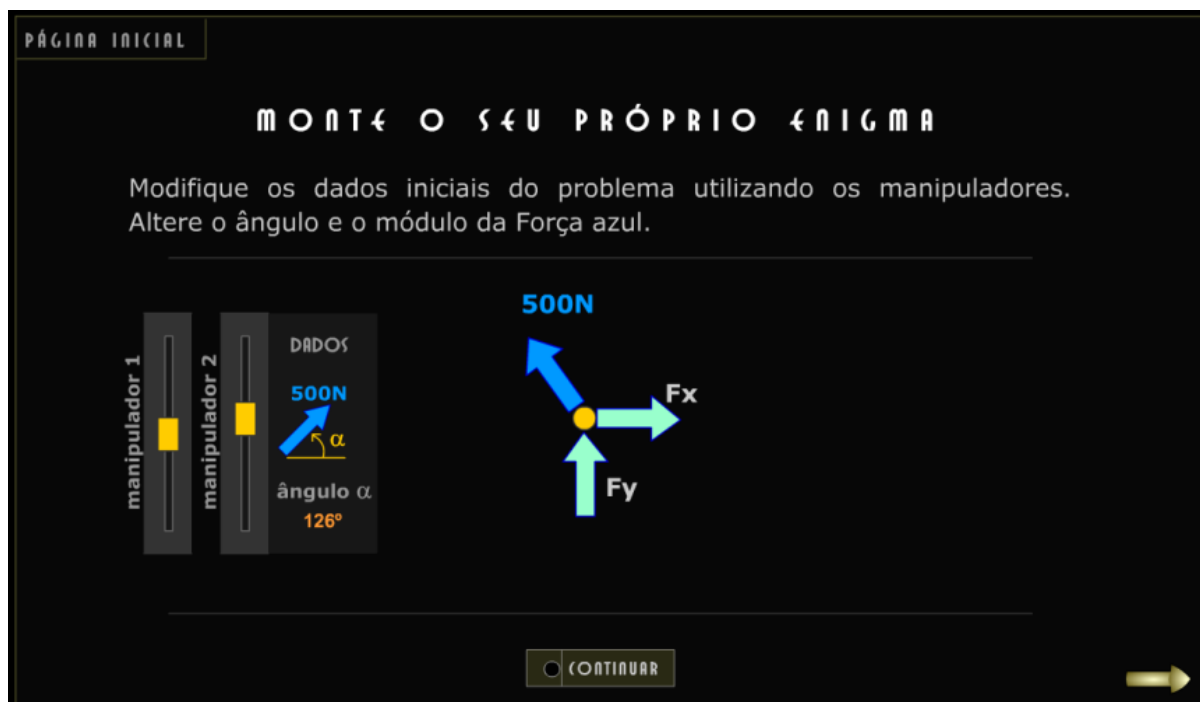 PÁGINA INICIAL
MONTE O SEU PRÓPRIO ENIGMA
Modifique os dados iniciais do problema utilizando os manipuladores.
Altere o ângulo e o módulo da Força azul.
manipulador 1
manipulador 2
DADOS
500N
α
ângulo α
126º
500N
Fx
Fy
CONTINUAR